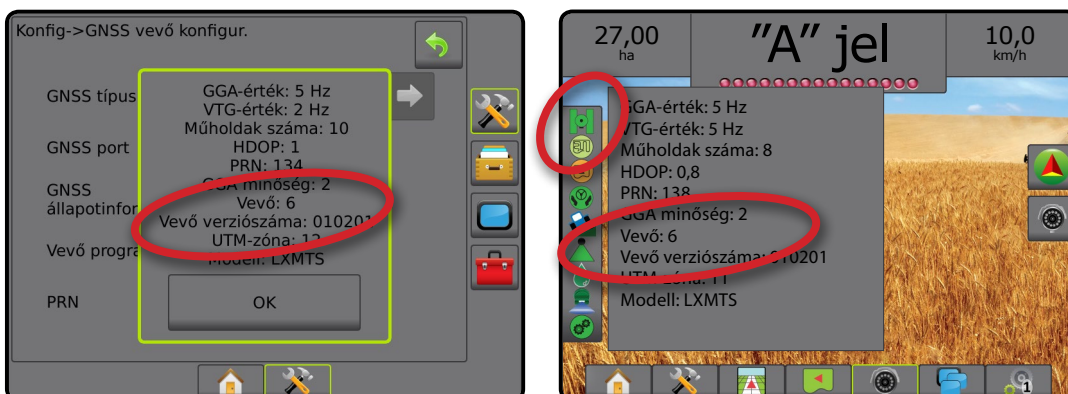 Konfig->GNSS vevő konfigur.
GNSS típus
GNSS port
GNSS
állapotinfor
Vevő progra
PRN
GGA-érték: 5 Hz
VTG-érték: 2 Hz
Műholdak száma: 10
HDOP: 1
PRN: 134
GGA minőség: 2
Vevő: 6
Vevő verziószáma: 010201
UTM-zóna: 12
Modell: LXMTS
OK
27,00
ha
”A” jel
10,0
km/h
GGA-érték: 5 Hz
VTG-érték: 5 Hz
Műholdak száma: 8
HDOP: 0,8
PRN: 138
GGA minőség: 2
Vevő: 6
Vevő verziószáma: 010201
UTM-zóna: 11
Modell: LXMTS
1